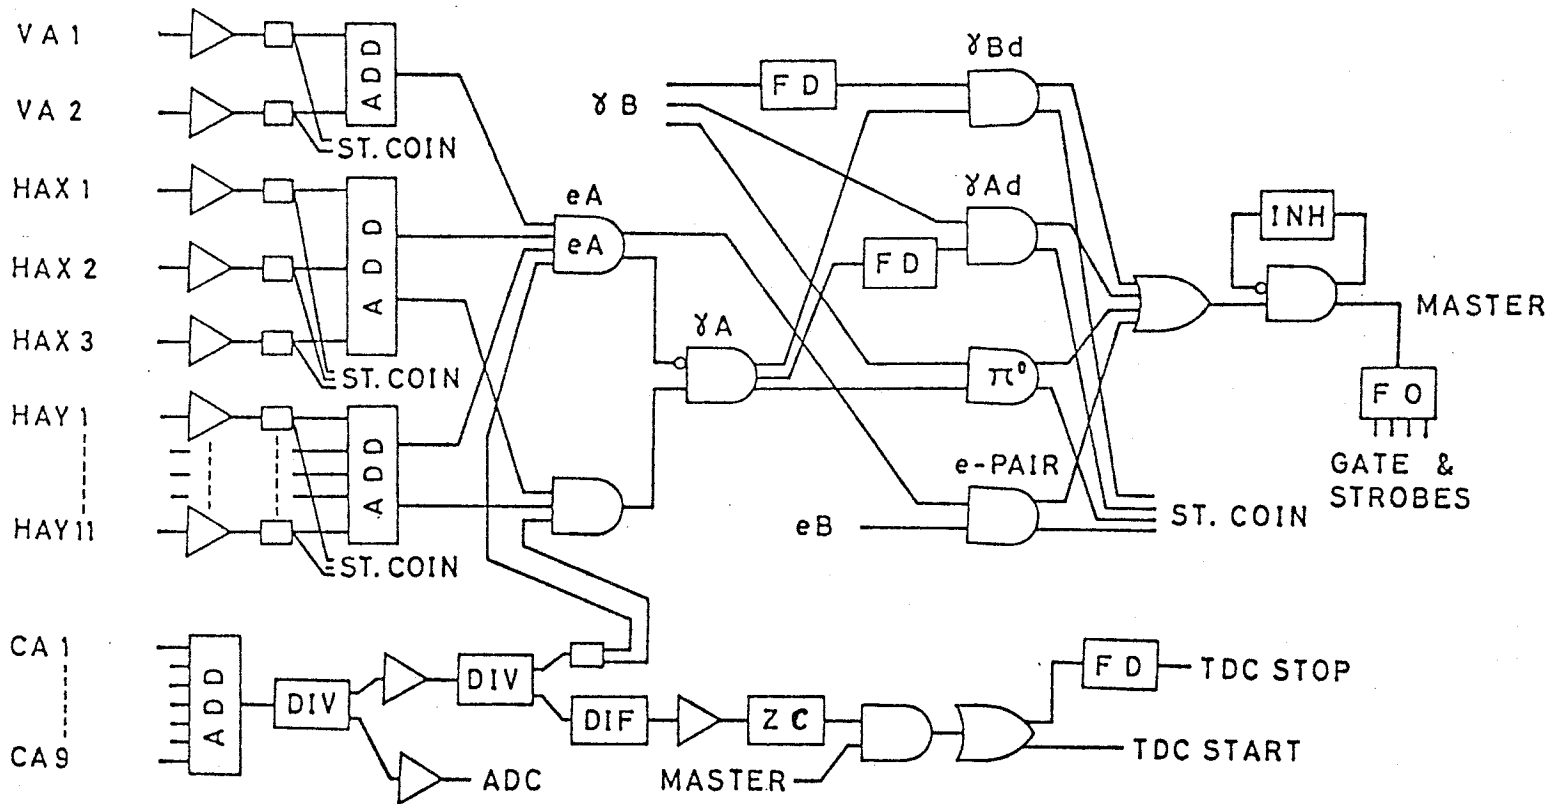 VA 1
VA 2
ADD
ST. COIN
HAX 1
HAX 2
HAX 3
ADD
ST. COIN
HAY 1
HAY 11
ADD
ST. COIN
CA 1
CA 9
ADD
DIV
DIV
ADC
DIF
ZC
MASTER
FD
TDC STOP
TDC START
eA
eA
γA
γB
FD
γBd
γAd
FD
π⁰
e-PAIR
eB
ST. COIN
INH
MASTER
FO
GATE &
STROBES